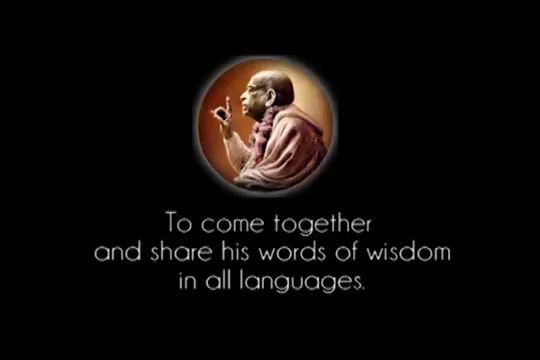 To come together
and share his words of wisdom
in all languages.